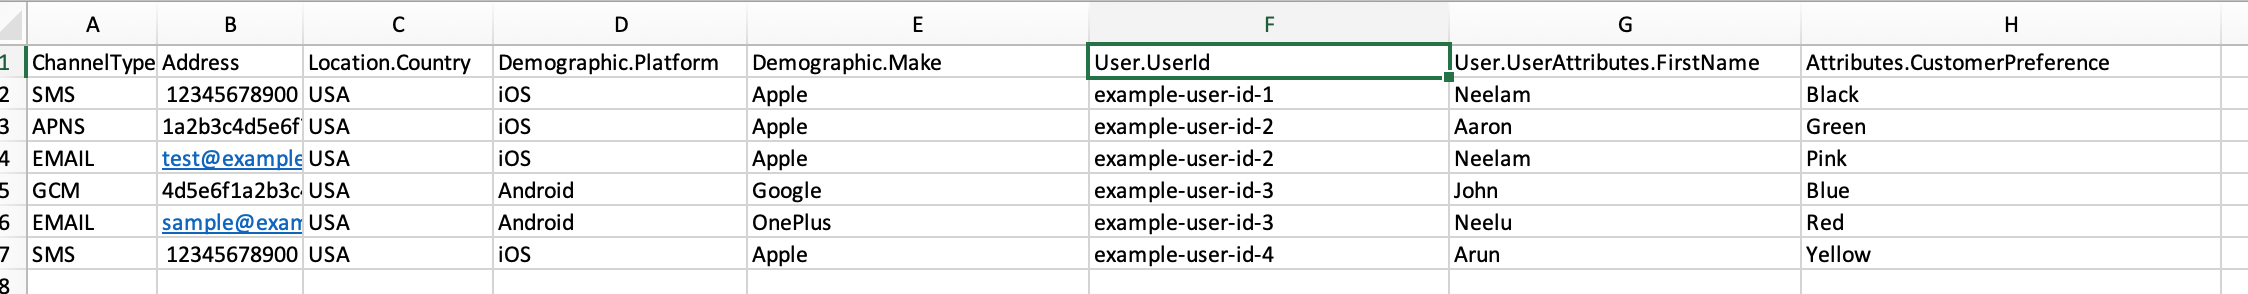 A B C D E F G H
1 ChannelType Address Location.Country Demographic.Platform Demographic.Make User.UserId User.UserAttributes.FirstName Attributes.CustomerPreference
2 SMS 12345678900 USA iOS Apple example-user-id-1 Neelam Black
3 APNS 1a2b3c4d5e6f USA iOS Apple example-user-id-2 Aaron Green
4 EMAIL test@example USA iOS Apple example-user-id-2 Neelam Pink
5 GCM 4d5e6f1a2b3c USA Android Google example-user-id-3 John Blue
6 EMAIL sample@exam USA Android OnePlus example-user-id-3 Neelu Red
7 SMS 12345678900 USA iOS Apple example-user-id-4 Arun Yellow
8